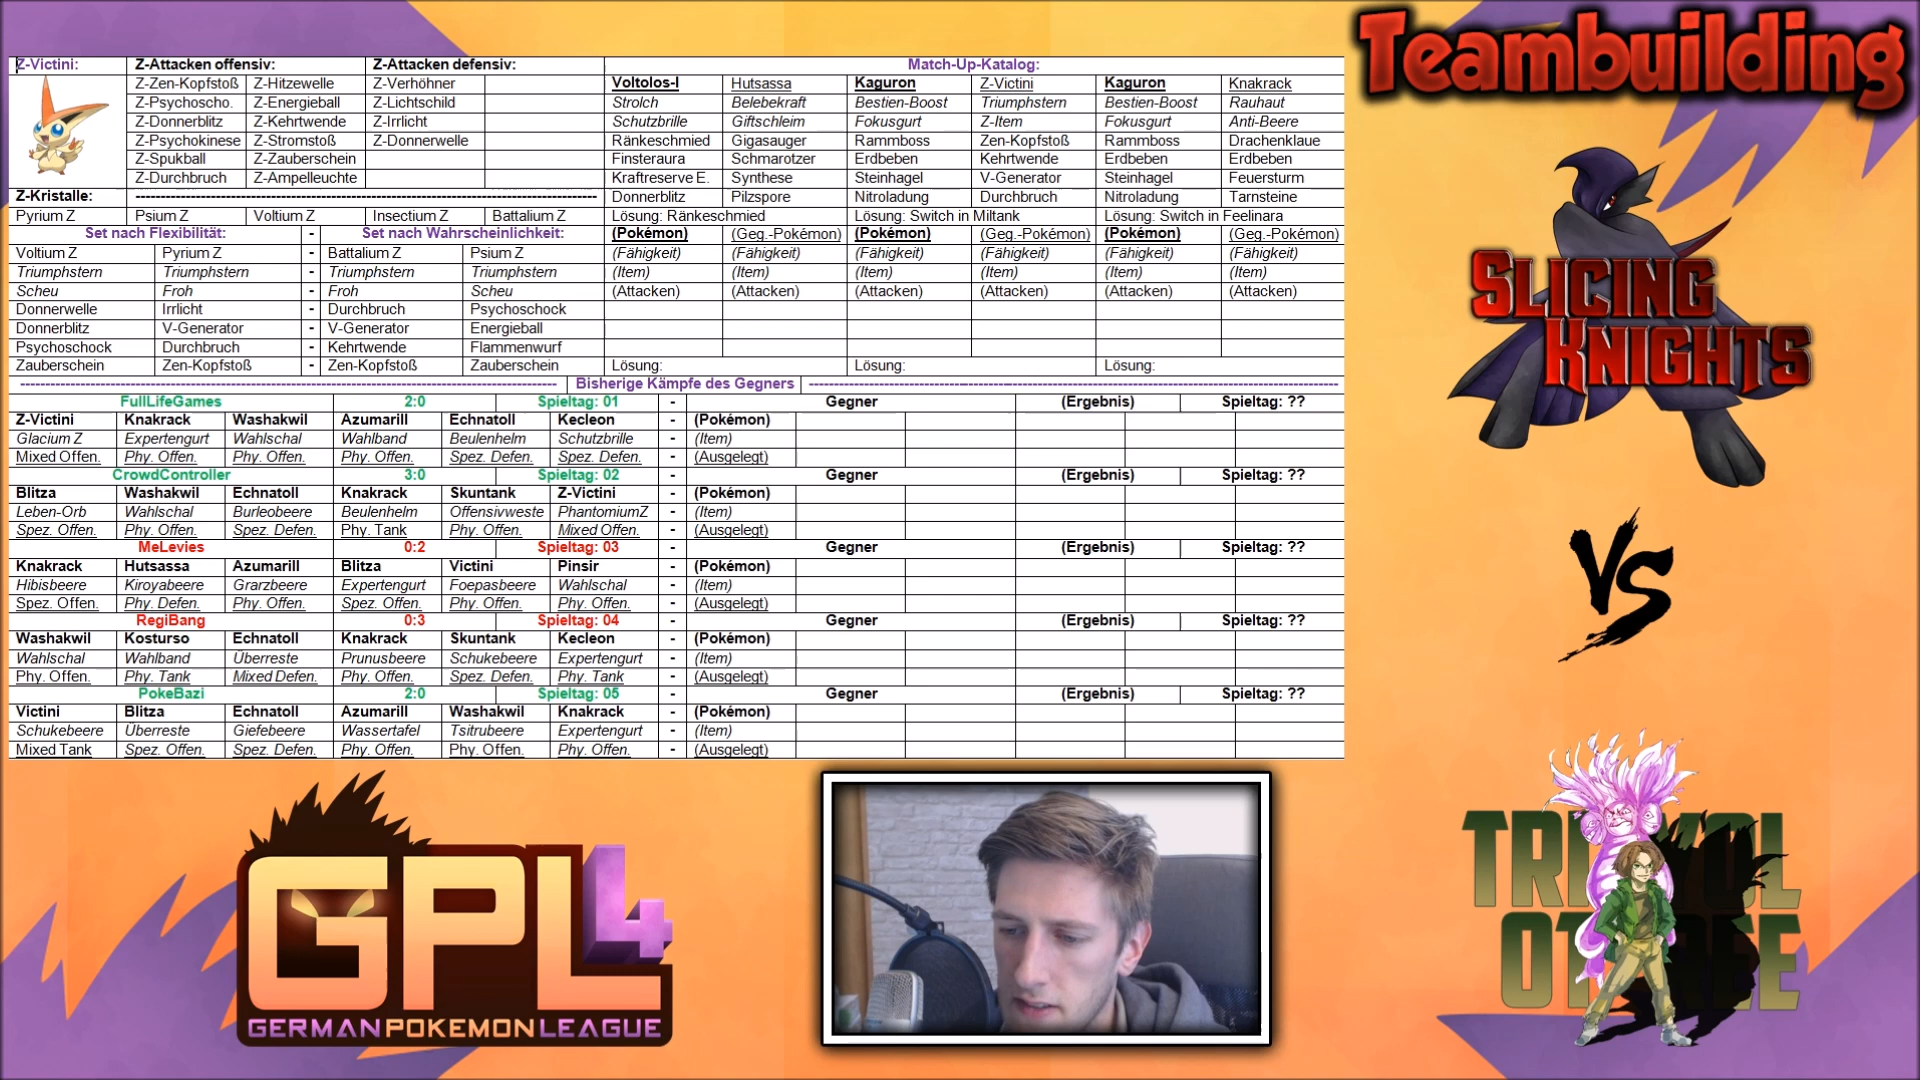 Teambuilding
Z-Victini: Z-Attacken offensiv: Z-Attacken defensiv: Match-Up-Katalog:
Z-Zen-Kopfstoß Z-Hitzewelle Z-Verhöhner Voltolos-I Hutsassa Kaguron Z-Victini Kaguron Knakrack
Z-Psychoscho. Z-Energieball Z-Lichtschild Strolch Belebekraft Bestien-Boost Triumphstern Bestien-Boost Rauhaut
Z-Donnerblitz Z-Kehrtwende Z-Irrlicht Schutzbrille Giftschleim Fokusgurt Z-Item Fokusgurt Anti-Beere
Z-Psychokinese Z-Stromstoß Z-Donnerwelle Ränkeschmied Gigasauger Rammboss Zen-Kopfstoß Rammboss Drachenklaue
Z-Spukball Z-Zauberschein Finsteraura Schmarotzer Erdbeben Kehrtwende Erdbeben Erdbeben
Z-Durchbruch Z-Ampelleuchte Kraftreserve E. Synthese Steinhagel V-Generator Steinhagel Feuersturm
Z-Kristalle: Donnerblitz Pilzspore Nitroladung Durchbruch Nitroladung Tarnsteine
Pyrium Z Psium Z Voltium Z Insectium Z Battalium Z Lösung: Ränkeschmied Lösung: Switch in Miltank Lösung: Switch in Feelinara
Set nach Flexibilität: - Set nach Wahrscheinlichkeit: (Pokémon) (Geg.-Pokémon) (Pokémon) (Geg.-Pokémon) (Pokémon) (Geg.-Pokémon)
Voltium Z Pyrium Z - Battalium Z Psium Z (Fähigkeit) (Fähigkeit) (Fähigkeit) (Fähigkeit) (Fähigkeit) (Fähigkeit)
Triumphstern Triumphstern - Triumphstern Triumphstern (Item) (Item) (Item) (Item) (Item) (Item)
Scheu Froh - Froh Scheu (Attacken) (Attacken) (Attacken) (Attacken) (Attacken) (Attacken)
Donnerwelle Irrlicht - Durchbruch Psychoschock
Donnerblitz V-Generator - V-Generator Energieball
Psychoschock Durchbruch - Kehrtwende Flammenwurf
Zauberschein Zen-Kopfstoß - Zen-Kopfstoß Zauberschein Lösung: Lösung: Lösung:
Bisherige Kämpfe des Gegners
FullLifeGames 2:0 Spieltag: 01 - Gegner (Ergebnis) Spieltag: ??
Z-Victini Knakrack Washakwil Azumarill Echnatoll Kecleon - (Pokémon)
Glacium Z Expertengurt Wahlschal Wahlband Beulenhelm Schutzbrille - (Item)
Mixed Offen. Phy. Offen. Phy. Offen. Phy. Offen. Spez. Defen. Spez. Defen. - (Ausgelegt)
CrowdController 3:0 Spieltag: 02 - Gegner (Ergebnis) Spieltag: ??
Blitza Washakwil Echnatoll Knakrack Skuntank Z-Victini - (Pokémon)
Leben-Orb Wahlschal Burleobeere Beulenhelm Offensivweste PhantomiumZ - (Item)
Spez. Offen. Phy. Offen. Spez. Defen. Phy. Tank Phy. Offen. Mixed Offen. - (Ausgelegt)
MeLevies 0:2 Spieltag: 03 - Gegner (Ergebnis) Spieltag: ??
Knakrack Hutsassa Azumarill Blitza Victini Pinsir - (Pokémon)
Hibisbeere Kiroyabeere Grarzbeere Expertengurt Foepasbeere Wahlschal - (Item)
Spez. Offen. Phy. Defen. Phy. Offen. Spez. Offen. Phy. Offen. Phy. Offen. - (Ausgelegt)
RegiBang 0:3 Spieltag: 04 - Gegner (Ergebnis) Spieltag: ??
Washakwil Kosturso Echnatoll Knakrack Skuntank Kecleon - (Pokémon)
Wahlschal Wahlband Überreste Prunusbeere Schukebeere Expertengurt - (Item)
Phy. Offen. Phy. Tank Mixed Defen. Phy. Offen. Spez. Defen. Phy. Tank - (Ausgelegt)
PokeBazi 2:0 Spieltag: 05 - Gegner (Ergebnis) Spieltag: ??
Victini Blitza Echnatoll Azumarill Washakwil Knakrack - (Pokémon)
Schukebeere Überreste Giefebeere Wassertafel Tsitrubeere Expertengurt - (Item)
Mixed Tank Spez. Offen. Spez. Defen. Phy. Offen. Phy. Offen. Phy. Offen. - (Ausgelegt)
SLICING
KNIGHTS
VS
GPL4
GERMAN POKEMON LEAGUE